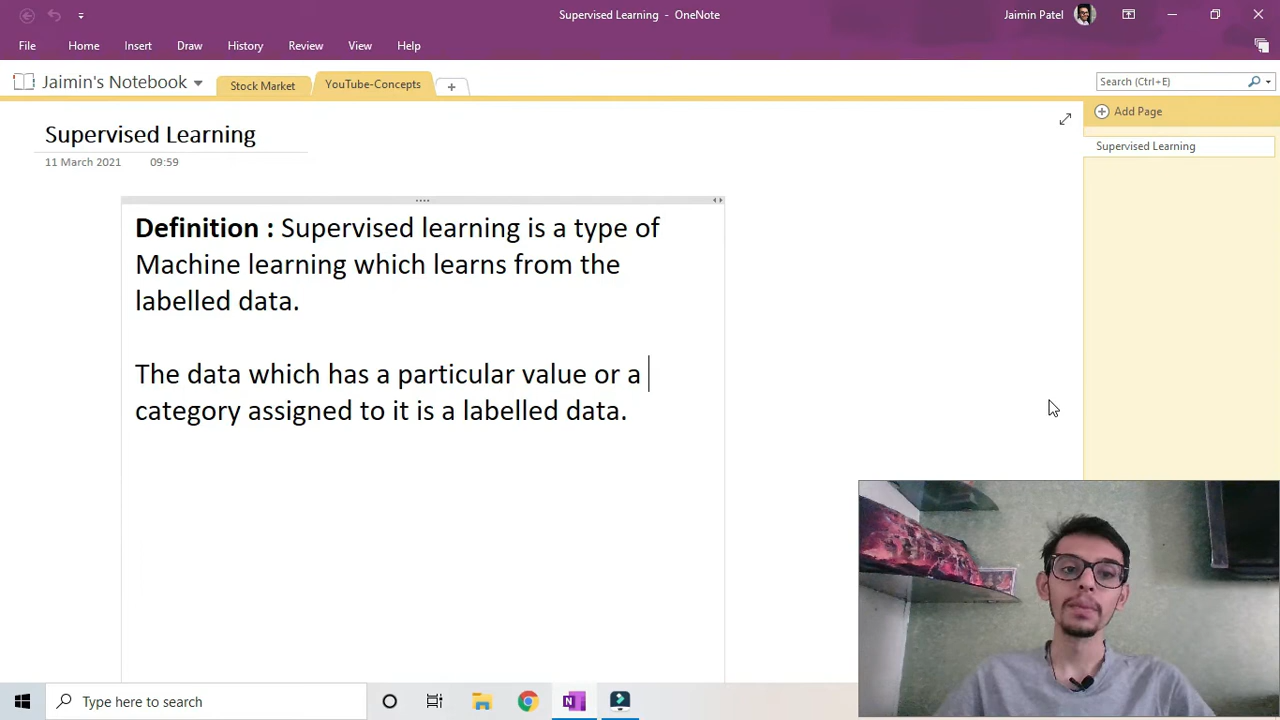 Supervised Learning - OneNote
Jaimin Patel
File Home Insert Draw History Review View Help
Jaimin's Notebook
Stock Market
YouTube-Concepts
Search (Ctrl+E)
Add Page
Supervised Learning
Supervised Learning
11 March 2021 09:59
Definition : Supervised learning is a type of
Machine learning which learns from the
labelled data.
The data which has a particular value or a
category assigned to it is a labelled data.
Type here to search